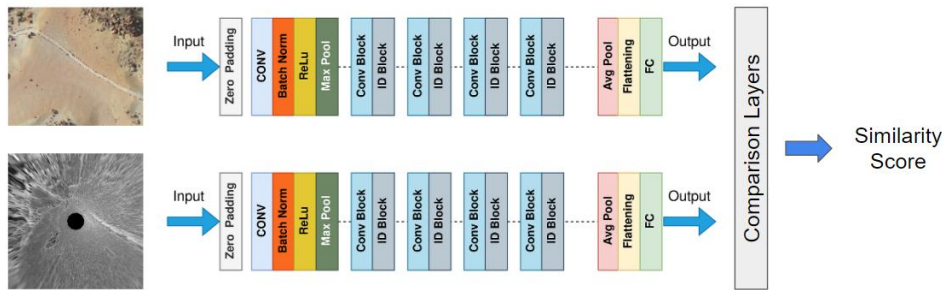 Input
Zero Padding
CONV
Batch Norm
ReLu
Max Pool
Conv Block
ID Block
Conv Block
ID Block
Conv Block
ID Block
Conv Block
ID Block
Avg Pool
Flattening
FC
Output
Input
Zero Padding
CONV
Batch Norm
ReLu
Max Pool
Conv Block
ID Block
Conv Block
ID Block
Conv Block
ID Block
Conv Block
ID Block
Avg Pool
Flattening
FC
Output
Comparison Layers
Similarity
Score